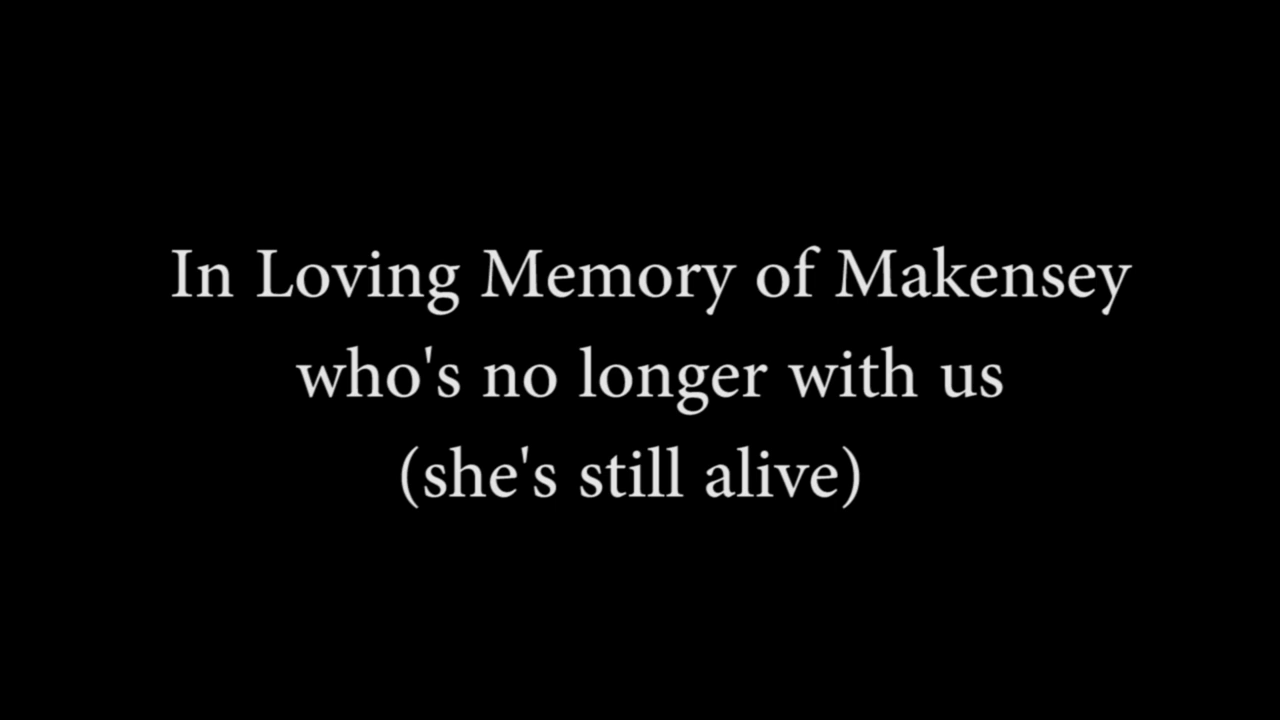 In Loving Memory of Makensey
who's no longer with us
(she's still alive)